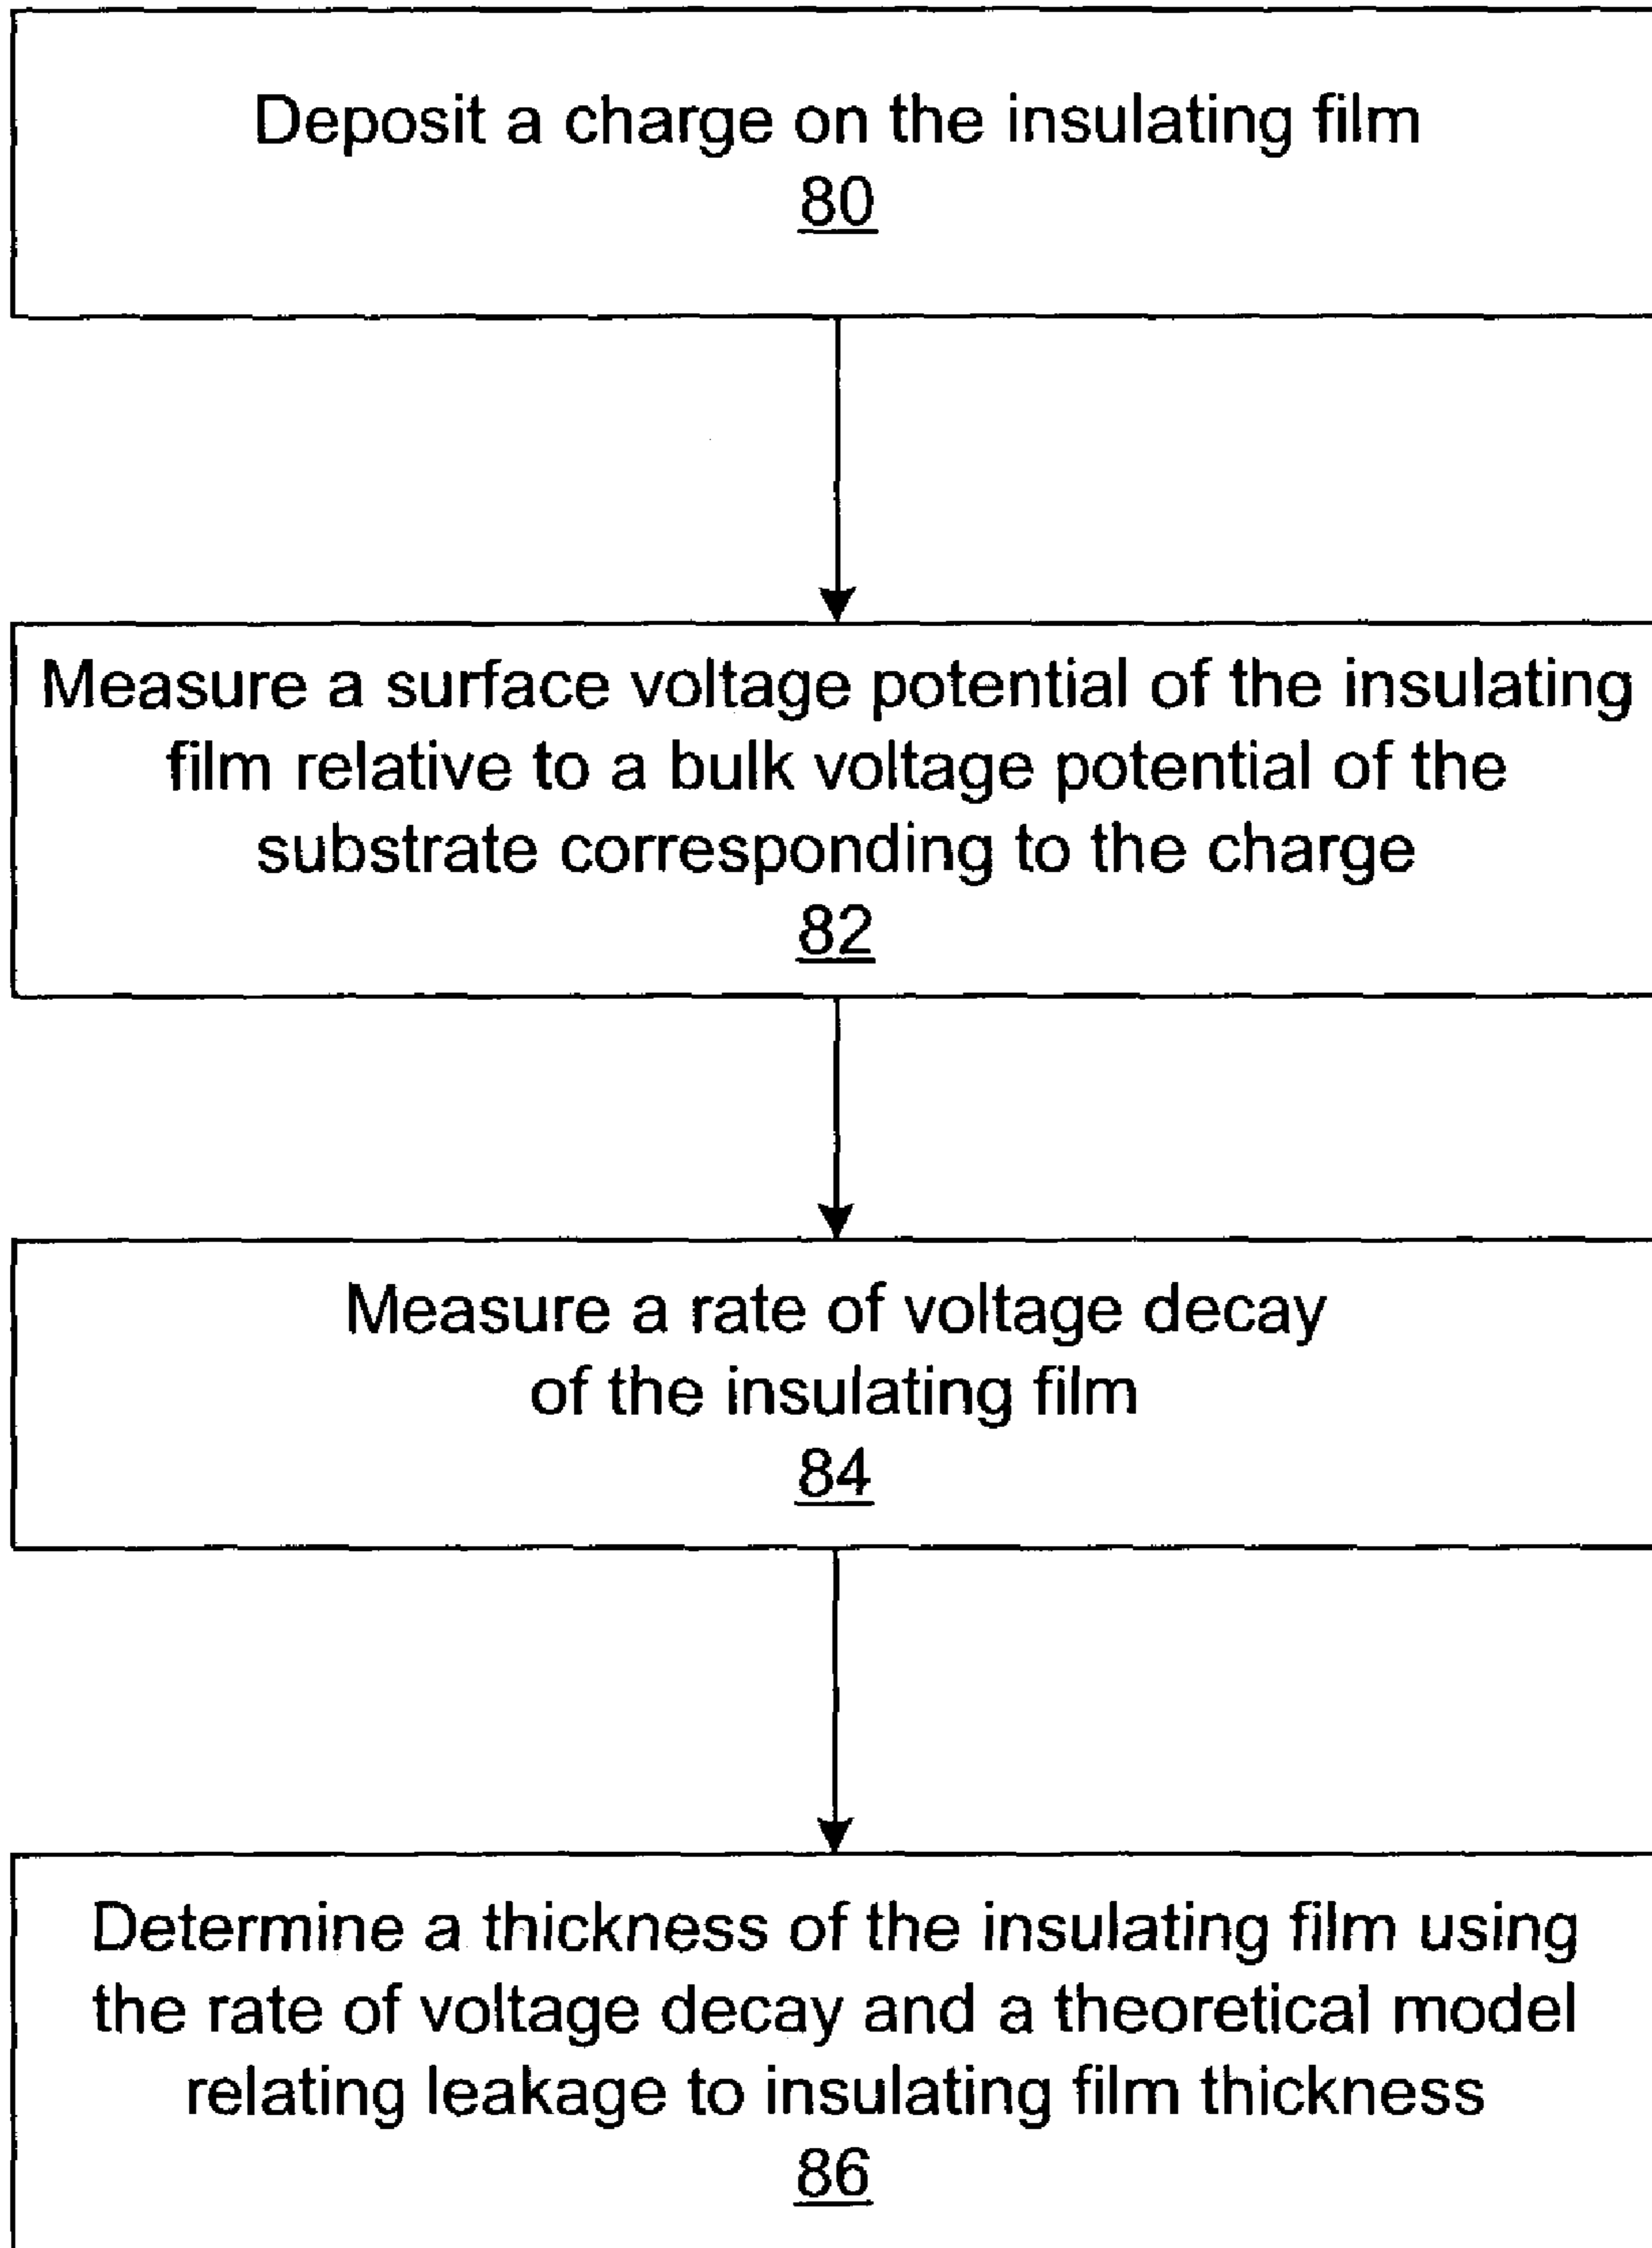 Deposit a charge on the insulating film
80
Measure a surface voltage potential of the insulating
film relative to a bulk voltage potential of the
substrate corresponding to the charge
82
Measure a rate of voltage decay
of the insulating film
84
Determine a thickness of the insulating film using
the rate of voltage decay and a theoretical model
relating leakage to insulating film thickness
86